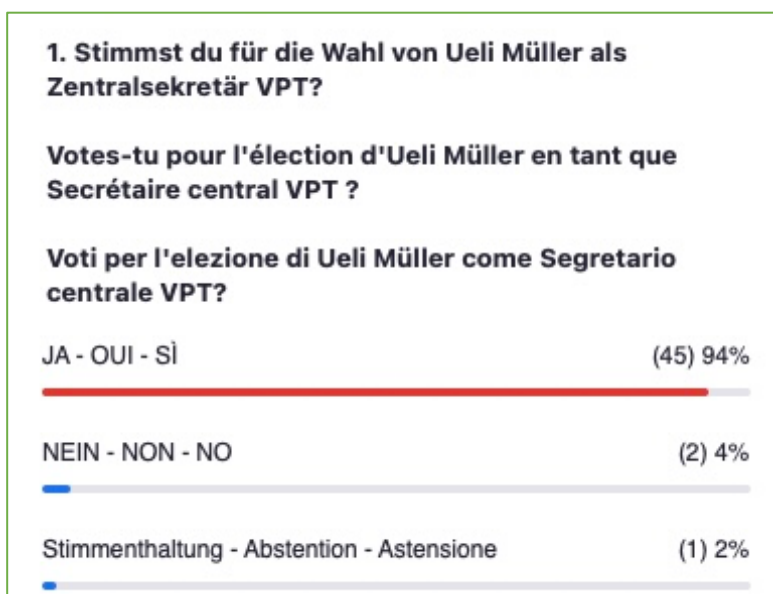 1. Stimmst du für die Wahl von Ueli Müller als
Zentralsekretär VPT?
Votes-tu pour l'élection d'Ueli Müller en tant que
Secrétaire central VPT ?
Voti per l'elezione di Ueli Müller come Segretario
centrale VPT?
JA - OUI - SÌ (45) 94%
NEIN - NON - NO (2) 4%
Stimmenthaltung - Abstention - Astensione (1) 2%